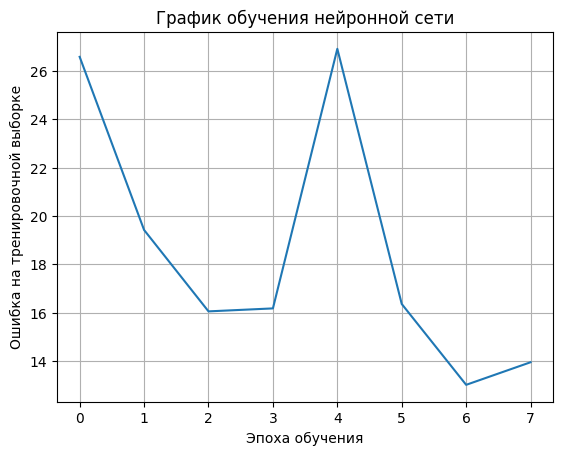 График обучения нейронной сети
Ошибка на тренировочной выборке
26
24
22
20
18
16
14
0 1 2 3 4 5 6 7
Эпоха обучения